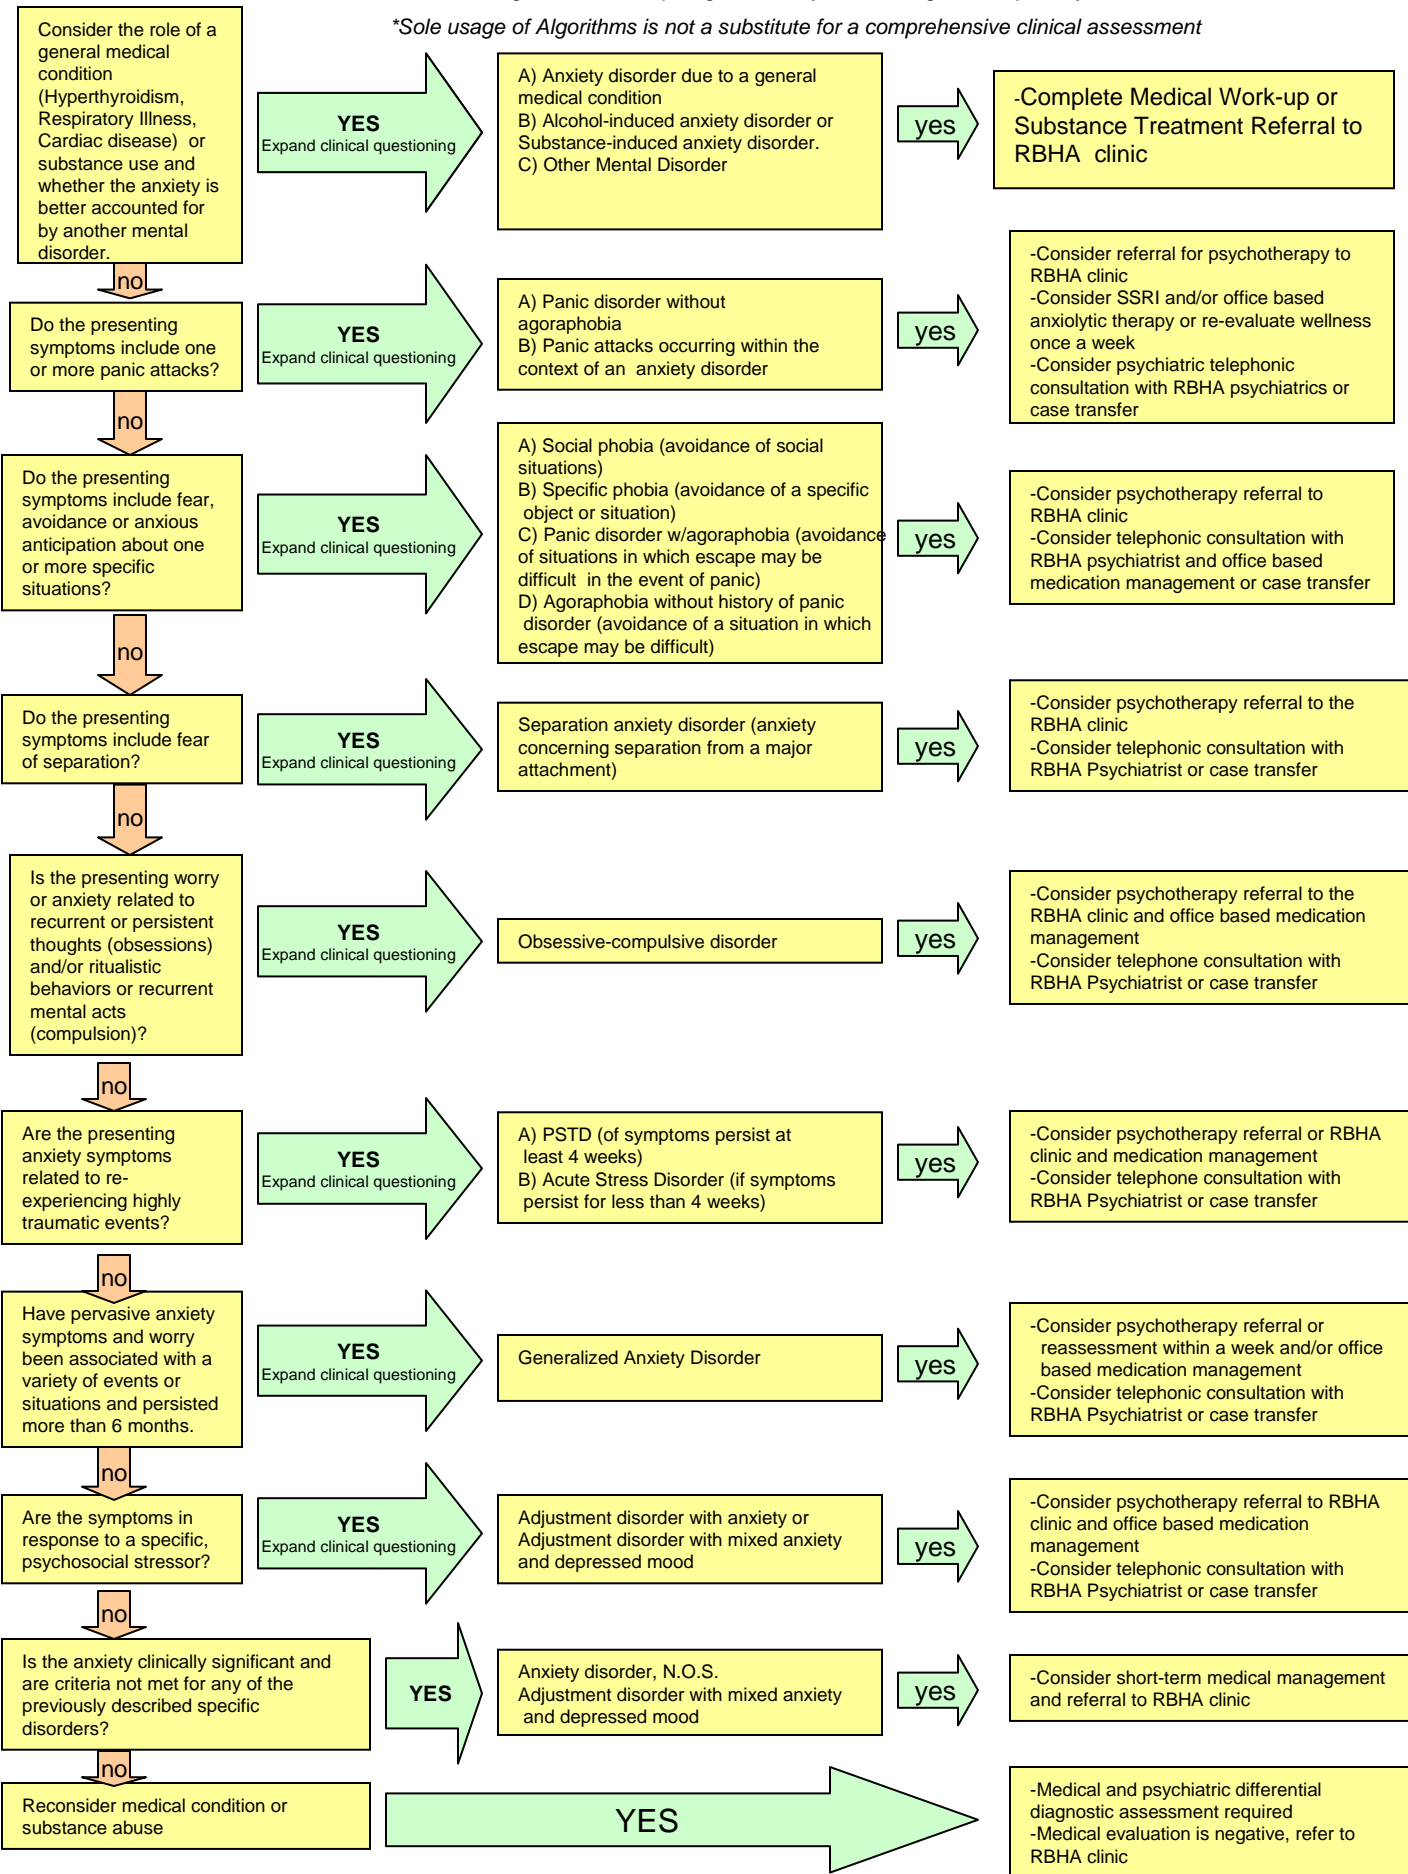 *Sole usage of Algorithms is not a substitute for a comprehensive clinical assessment
Consider the role of a
general medical
condition
(Hyperthyroidism,
Respiratory Illness,
Cardiac disease) or
substance use and
whether the anxiety is
better accounted for
by another mental
disorder.
YES
Expand clinical questioning
A) Anxiety disorder due to a general
medical condition
B) Alcohol-induced anxiety disorder or
Substance-induced anxiety disorder.
C) Other Mental Disorder
yes
-Complete Medical Work-up or
Substance Treatment Referral to
RBHA clinic
no
Do the presenting
symptoms include one
or more panic attacks?
YES
Expand clinical questioning
A) Panic disorder without
agoraphobia
B) Panic attacks occurring within the
context of an anxiety disorder
yes
-Consider referral for psychotherapy to
RBHA clinic
-Consider SSRI and/or office based
anxiolytic therapy or re-evaluate wellness
once a week
-Consider psychiatric telephonic
consultation with RBHA psychiatrics or
case transfer
no
Do the presenting
symptoms include fear,
avoidance or anxious
anticipation about one
or more specific
situations?
YES
Expand clinical questioning
A) Social phobia (avoidance of social
situations)
B) Specific phobia (avoidance of a specific
object or situation)
C) Panic disorder w/agoraphobia (avoidance
of situations in which escape may be
difficult in the event of panic)
D) Agoraphobia without history of panic
disorder (avoidance of a situation in which
escape may be difficult)
yes
-Consider psychotherapy referral to
RBHA clinic
-Consider telephonic consultation with
RBHA psychiatrist and office based
medication management or case transfer
no
Do the presenting
symptoms include fear
of separation?
YES
Expand clinical questioning
Separation anxiety disorder (anxiety
concerning separation from a major
attachment)
yes
-Consider psychotherapy referral to the
RBHA clinic
-Consider telephonic consultation with
RBHA Psychiatrist or case transfer
no
Is the presenting worry
or anxiety related to
recurrent or persistent
thoughts (obsessions)
and/or ritualistic
behaviors or recurrent
mental acts
(compulsion)?
YES
Expand clinical questioning
Obsessive-compulsive disorder
yes
-Consider psychotherapy referral to the
RBHA clinic and office based medication
management
-Consider telephone consultation with
RBHA Psychiatrist or case transfer
no
Are the presenting
anxiety symptoms
related to re-
experiencing highly
traumatic events?
YES
Expand clinical questioning
A) PSTD (of symptoms persist at
least 4 weeks)
B) Acute Stress Disorder (if symptoms
persist for less than 4 weeks)
yes
-Consider psychotherapy referral or RBHA
clinic and medication management
-Consider telephone consultation with
RBHA Psychiatrist or case transfer
no
Have pervasive anxiety
symptoms and worry
been associated with a
variety of events or
situations and persisted
more than 6 months.
YES
Expand clinical questioning
Generalized Anxiety Disorder
yes
-Consider psychotherapy referral or
reassessment within a week and/or office
based medication management
-Consider telephonic consultation with
RBHA Psychiatrist or case transfer
no
Are the symptoms in
response to a specific,
psychosocial stressor?
YES
Expand clinical questioning
Adjustment disorder with anxiety or
Adjustment disorder with mixed anxiety
and depressed mood
yes
-Consider psychotherapy referral to RBHA
clinic and office based medication
management
-Consider telephonic consultation with
RBHA Psychiatrist or case transfer
no
Is the anxiety clinically significant and
are criteria not met for any of the
previously described specific
disorders?
YES
Anxiety disorder, N.O.S.
Adjustment disorder with mixed anxiety
and depressed mood
yes
-Consider short-term medical management
and referral to RBHA clinic
no
Reconsider medical condition or
substance abuse
YES
-Medical and psychiatric differential
diagnostic assessment required
-Medical evaluation is negative, refer to
RBHA clinic